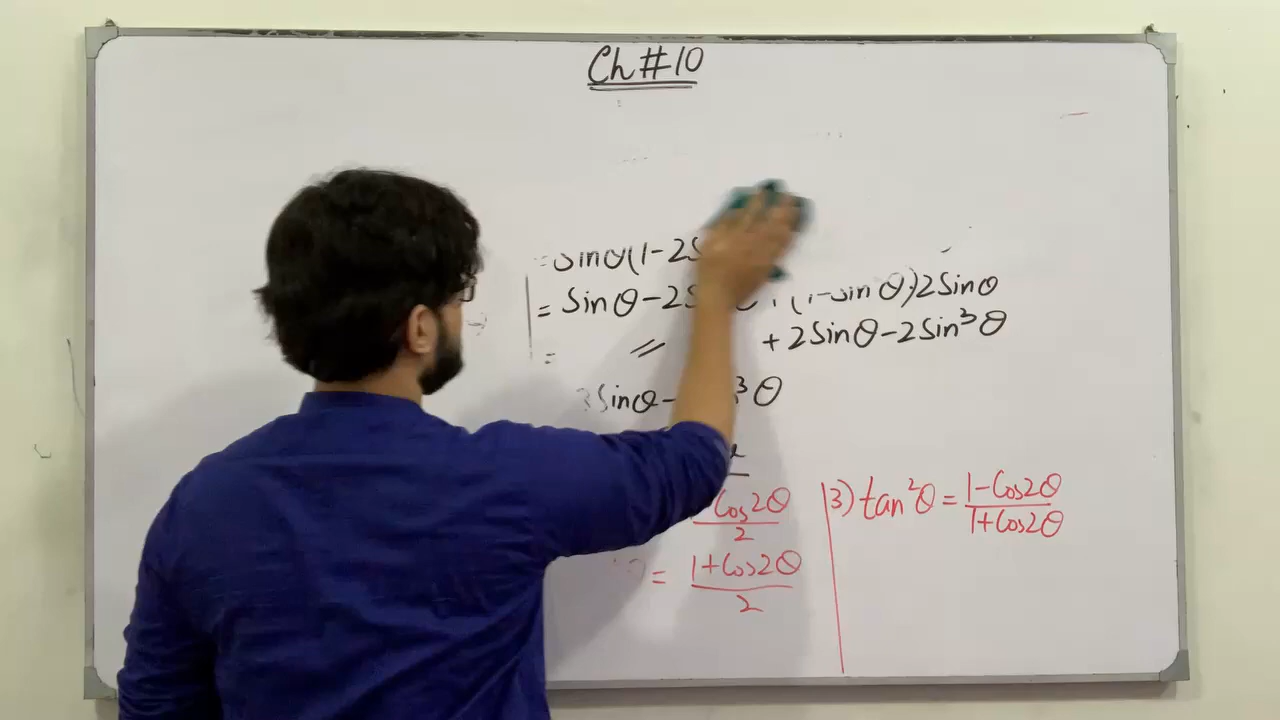 Ch#10
= Sinθ(1-2S
= Sinθ-2S (1-Sin θ)2Sinθ
= // +2Sinθ-2Sin³θ
3Sinθ- ³θ
Cos2θ/2
= 1+Cos2θ/2
3) tan²θ = 1-Cos2θ/1+Cos2θ